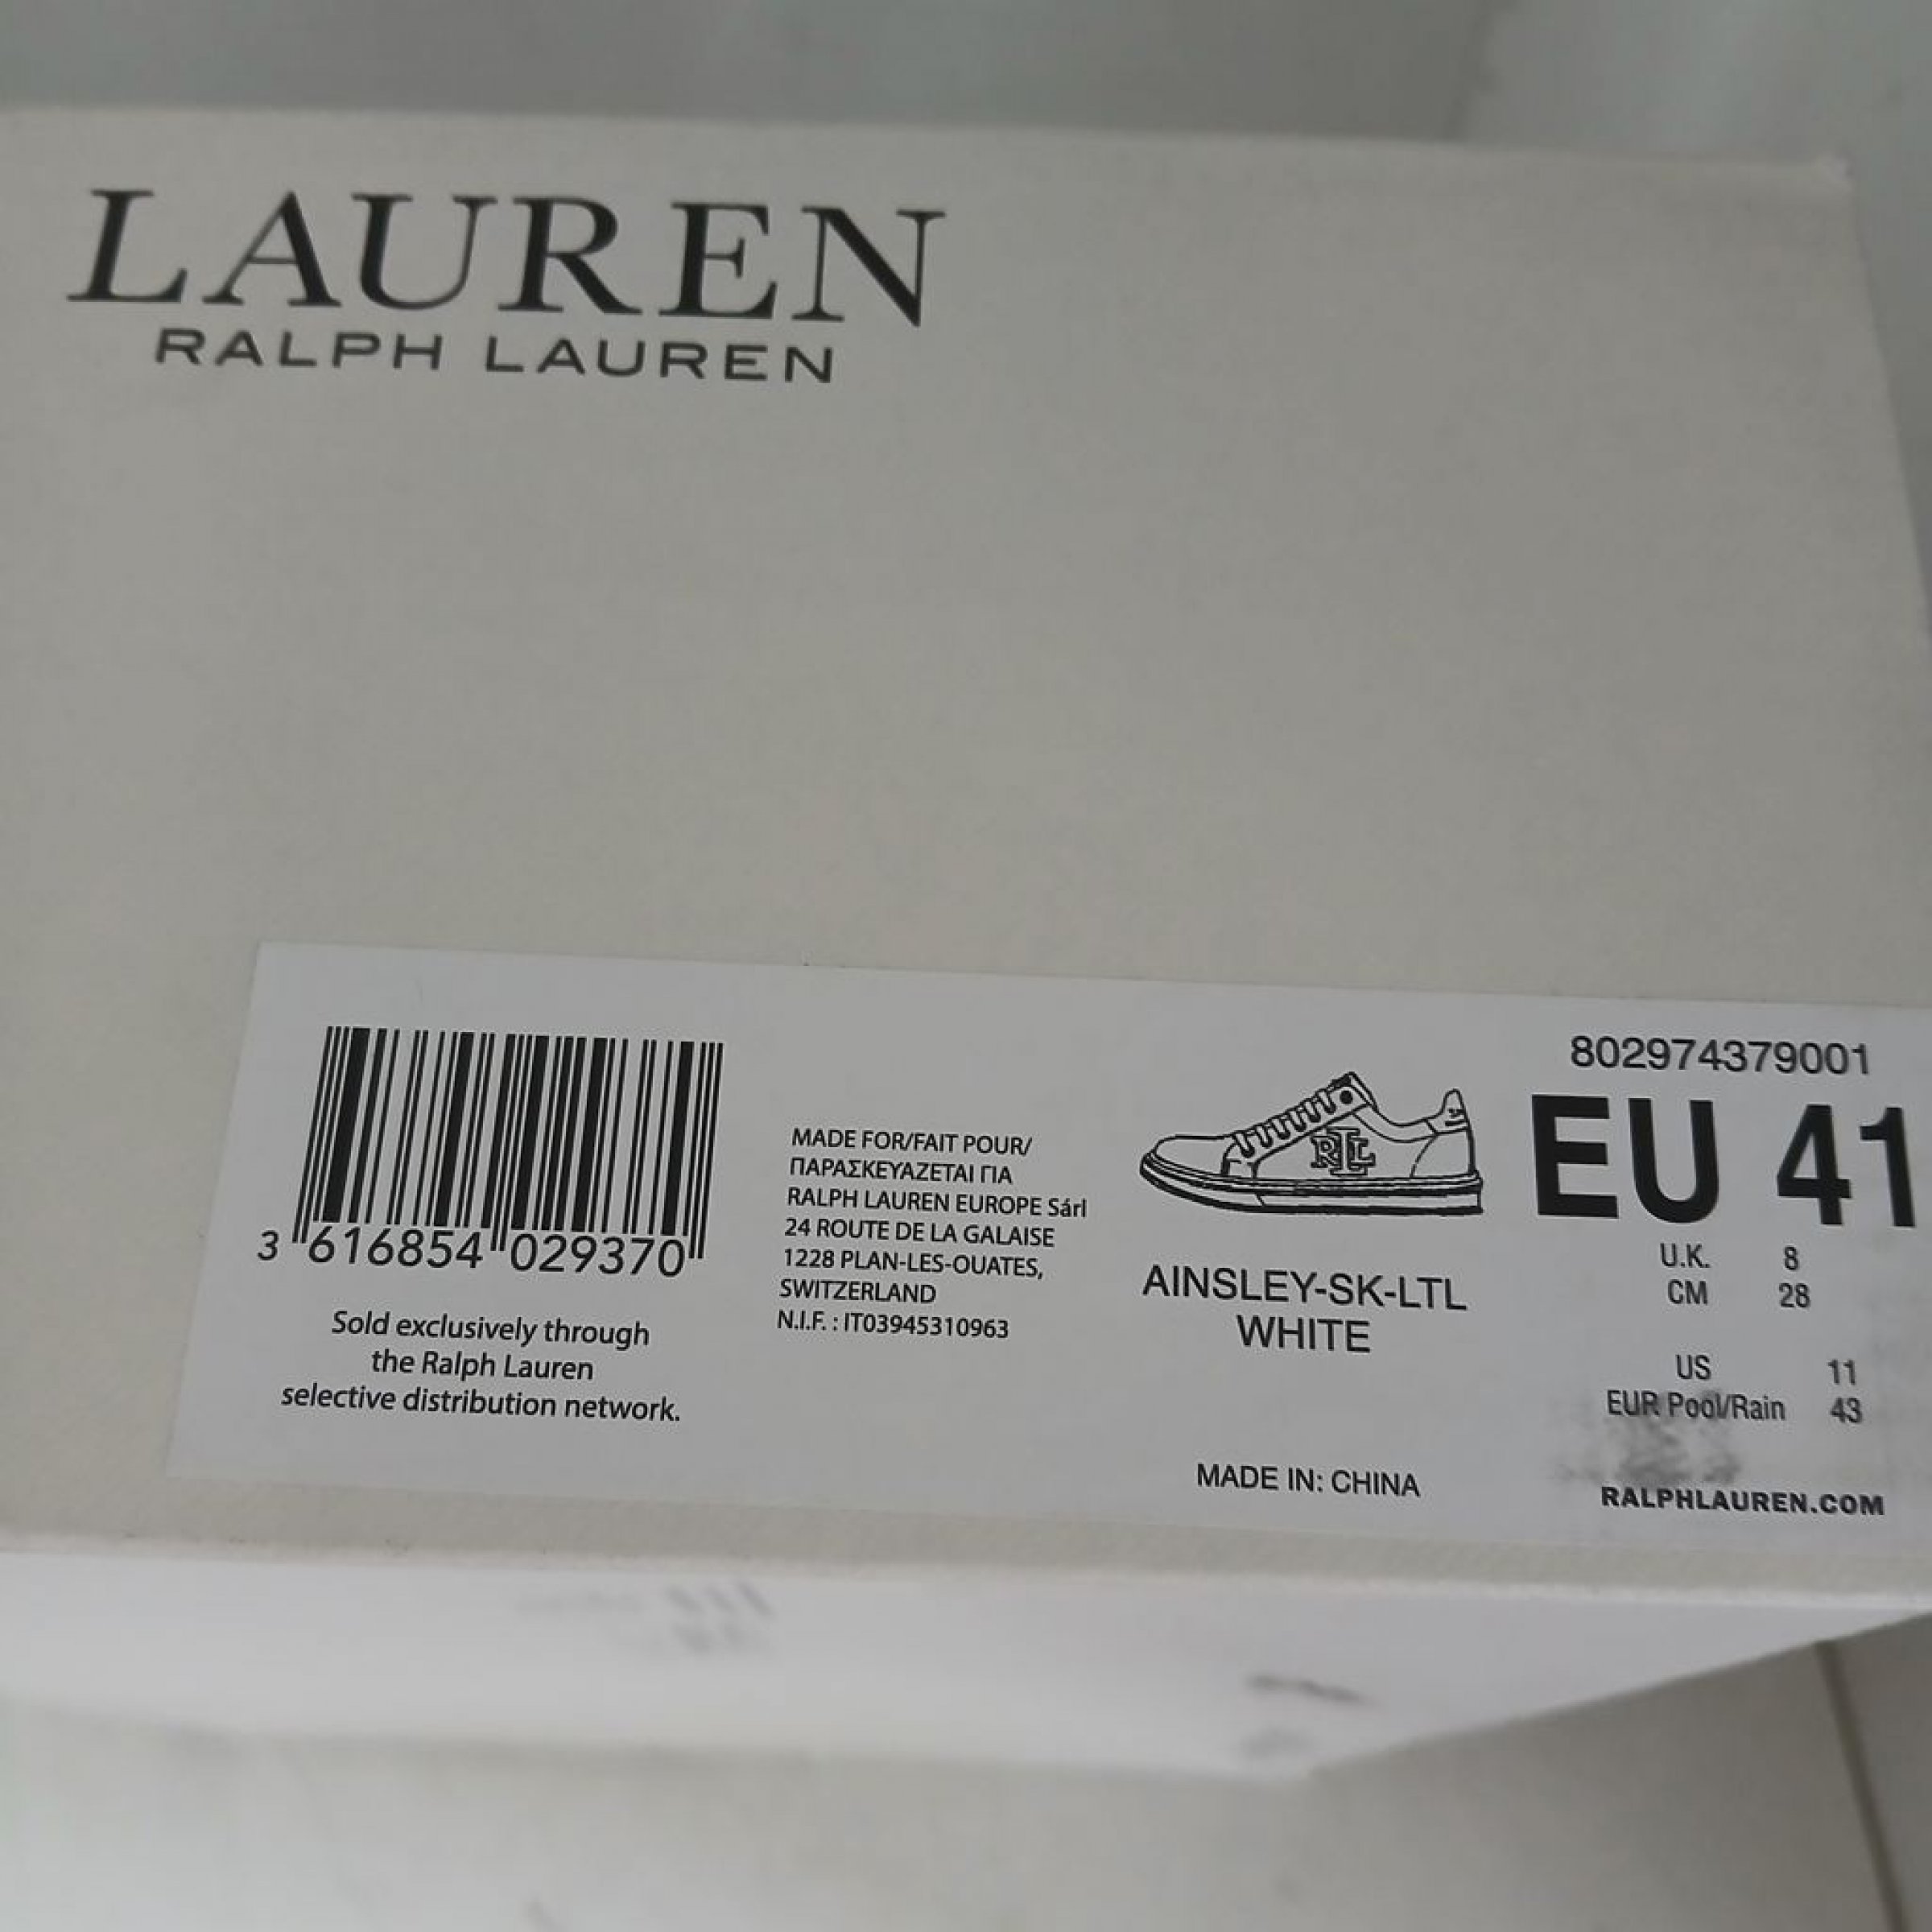 LAUREN
RALPH LAUREN
3 616854 029370
Sold exclusively through
the Ralph Lauren
selective distribution network.
MADE FOR/FAIT POUR/
ΠΑΡΑΣΚΕΥΑΖΕΤΑΙ ΓΙΑ
RALPH LAUREN EUROPE Sárl
24 ROUTE DE LA GALAISE
1228 PLAN-LES-OUATES,
SWITZERLAND
N.I.F. : IT03945310963
RLL
AINSLEY-SK-LTL
WHITE
MADE IN: CHINA
802974379001
EU 41
U.K. 8
CM 28
US 11
EUR Pool/Rain 43
RALPHLAUREN.COM